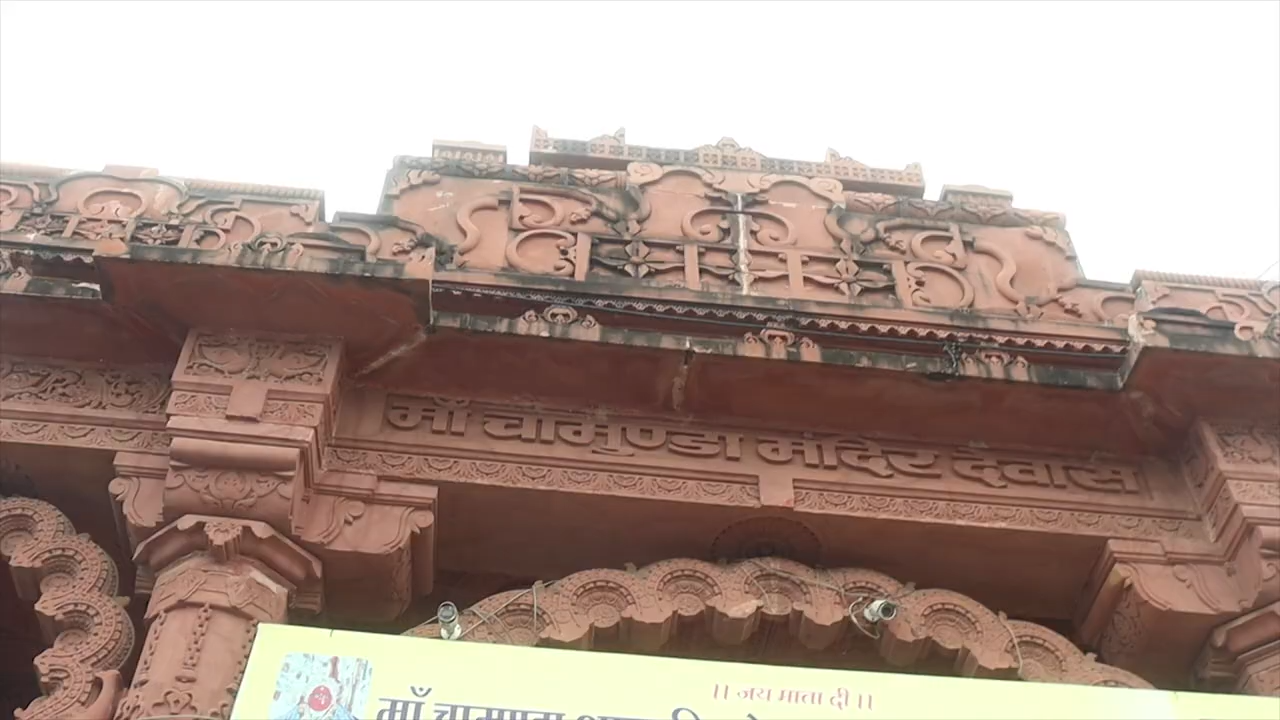 माँ चामुण्डा मंदिर देवास
।। जय माता दी ।।
माँ चामुण्डा